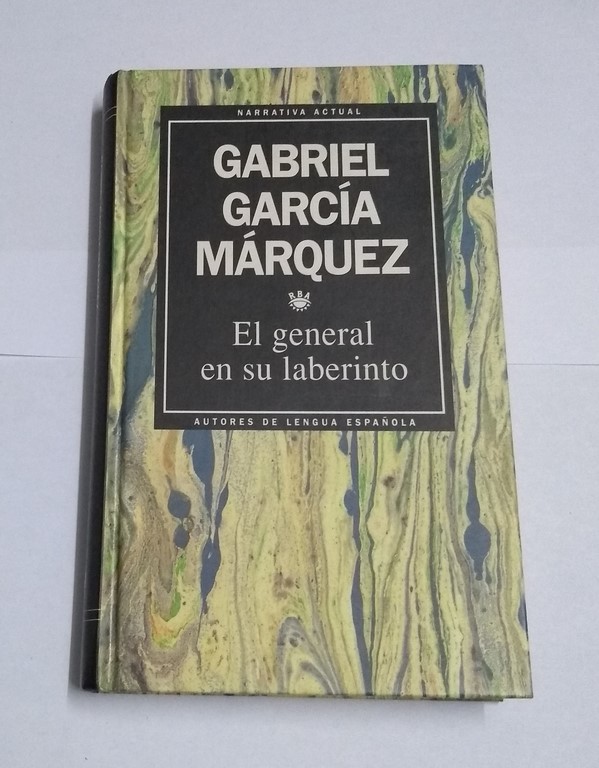 NARRATIVA ACTUAL
GABRIEL
GARCÍA
MÁRQUEZ
RBA
El general
en su laberinto
AUTORES DE LENGUA ESPAÑOLA